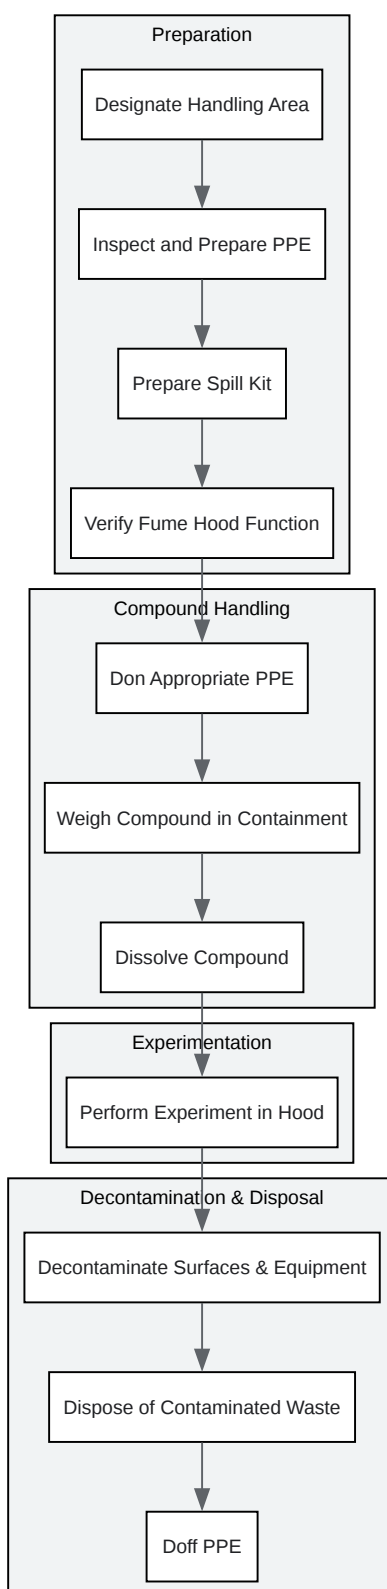 Preparation
Designate Handling Area
Inspect and Prepare PPE
Prepare Spill Kit
Verify Fume Hood Function
Compound Handling
Don Appropriate PPE
Weigh Compound in Containment
Dissolve Compound
Experimentation
Perform Experiment in Hood
Decontamination & Disposal
Decontaminate Surfaces & Equipment
Dispose of Contaminated Waste
Doff PPE